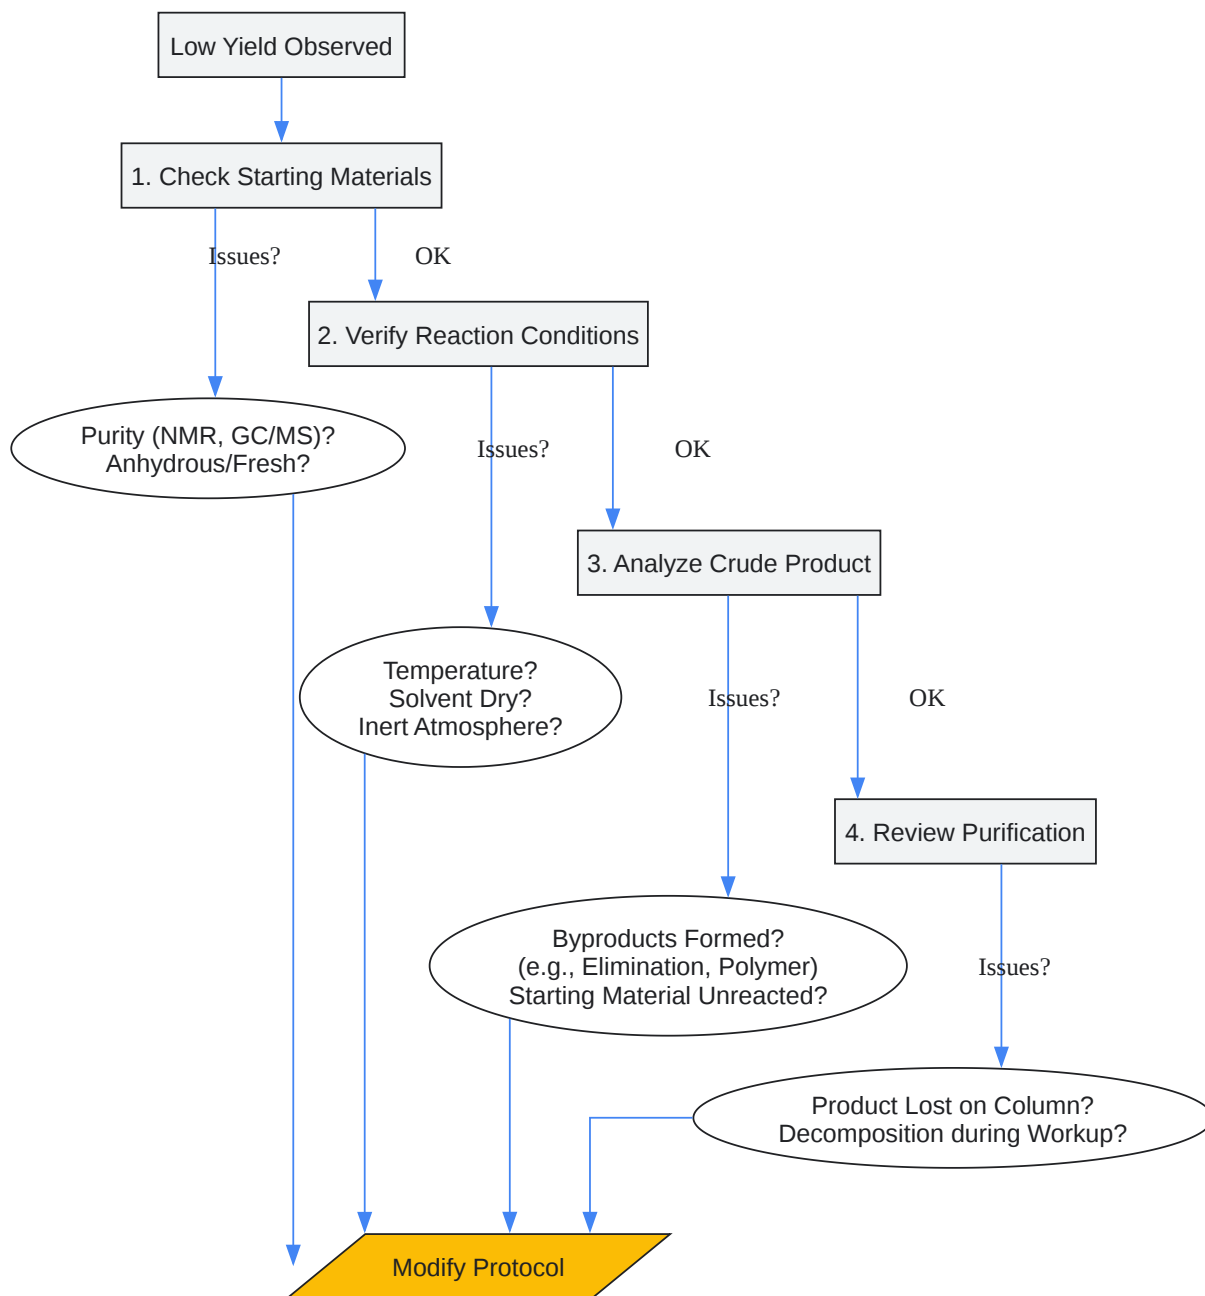 Low Yield Observed
1. Check Starting Materials
Issues?
OK
2. Verify Reaction Conditions
Purity (NMR, GC/MS)?
Anhydrous/Fresh?
Issues?
OK
3. Analyze Crude Product
Temperature?
Solvent Dry?
Inert Atmosphere?
Issues?
OK
4. Review Purification
Byproducts Formed?
(e.g., Elimination, Polymer)
Starting Material Unreacted?
Issues?
Product Lost on Column?
Decomposition during Workup?
Modify Protocol